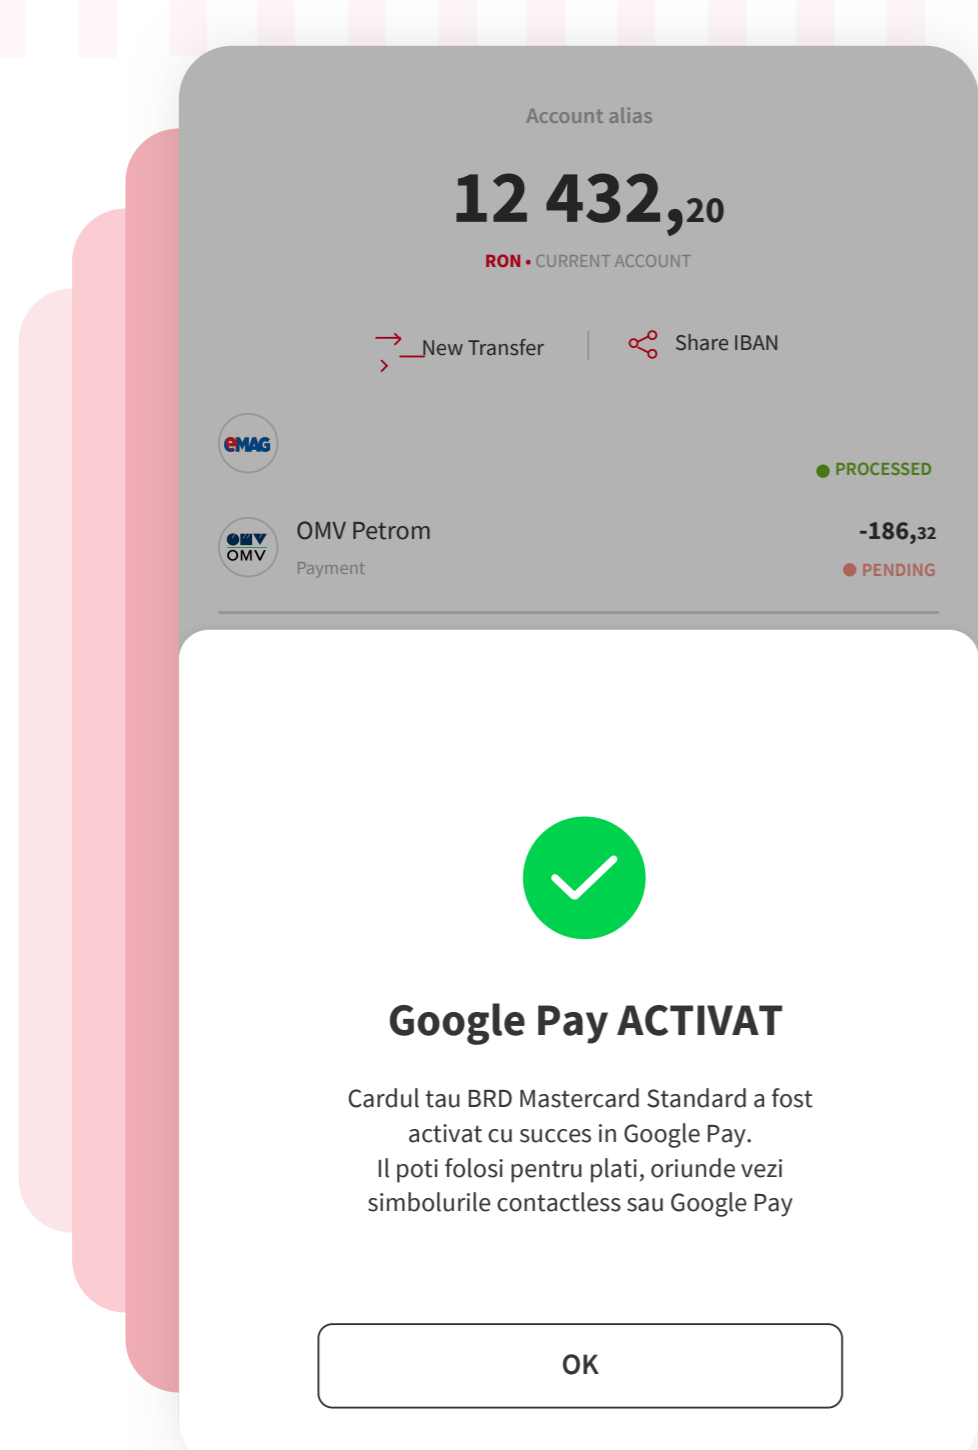 Account alias
12 432,20
RON • CURRENT ACCOUNT
New Transfer
Share IBAN
eMAG
PROCESSED
OMV
OMV Petrom
-186,32
OMV
Payment
PENDING
Google Pay ACTIVAT
Cardul tau BRD Mastercard Standard a fost
activat cu succes in Google Pay.
Il poti folosi pentru plati, oriunde vezi
simbolurile contactless sau Google Pay
OK